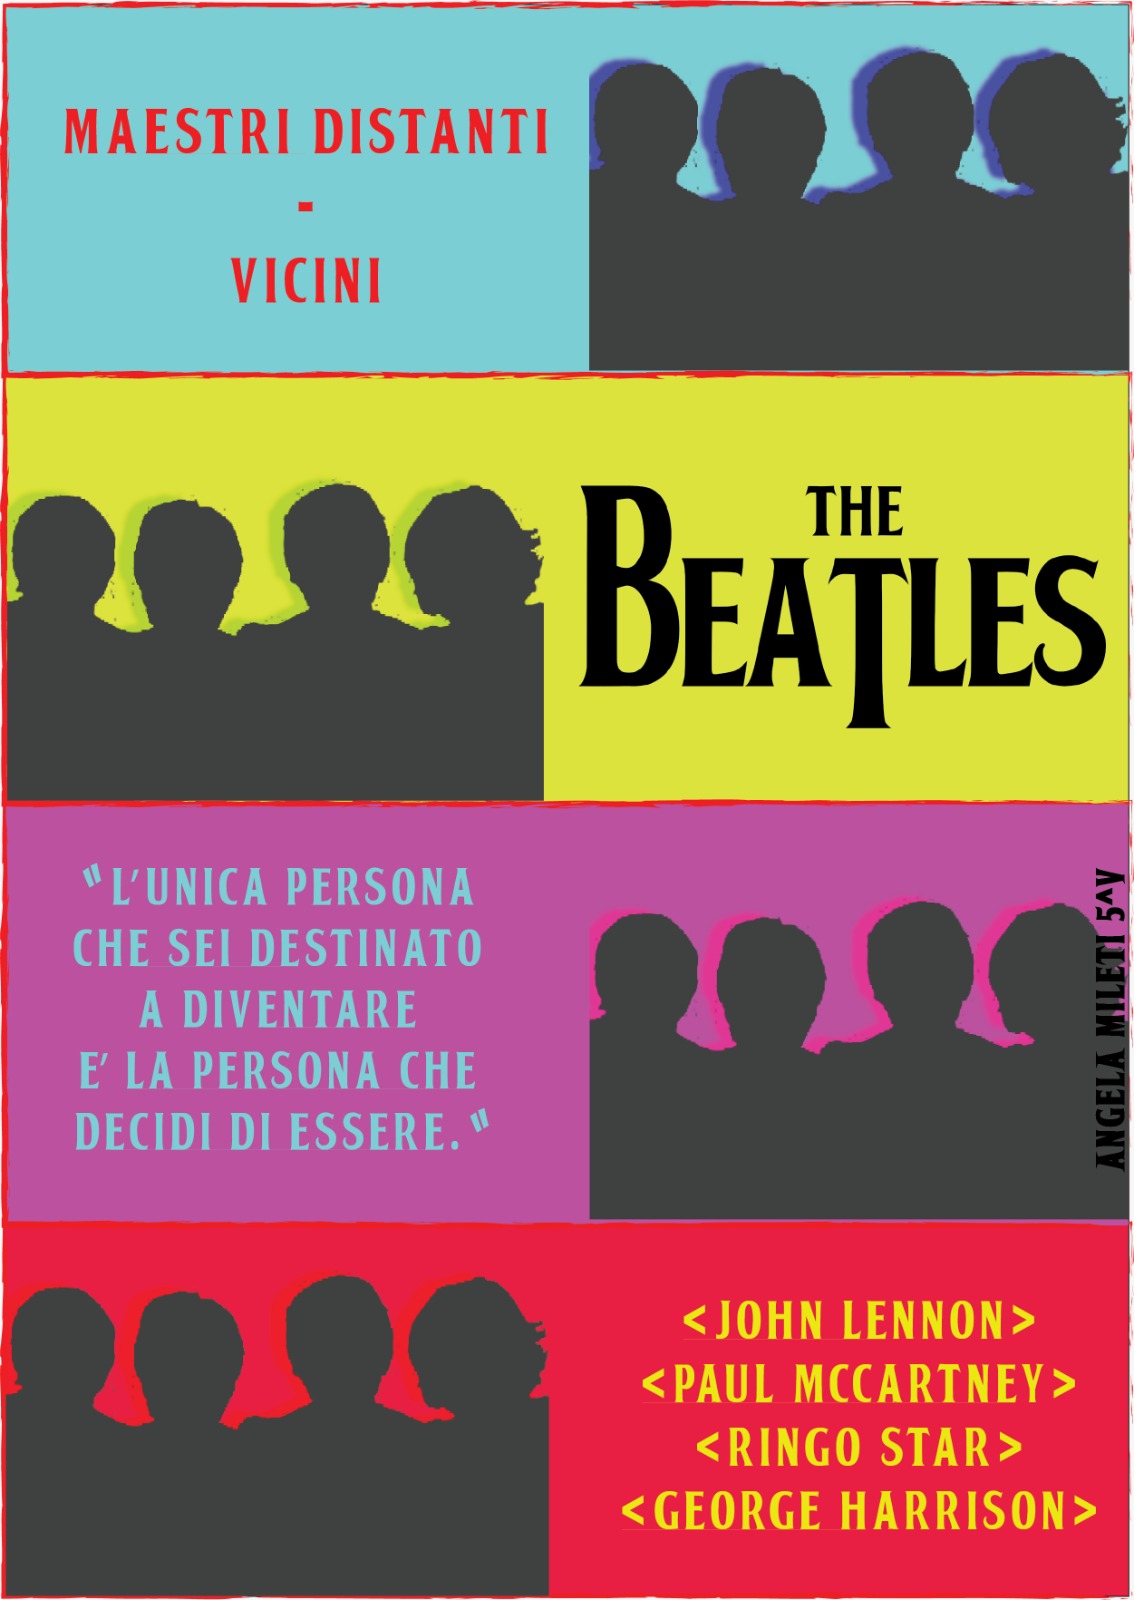 MAESTRI DISTANTI
-
VICINI
THE
BEATLES
"L'UNICA PERSONA
CHE SEI DESTINATO
A DIVENTARE
E' LA PERSONA CHE
DECIDI DI ESSERE."
ANGELA MILETI 5^V
<JOHN LENNON>
<PAUL MCCARTNEY>
<RINGO STAR>
<GEORGE HARRISON>